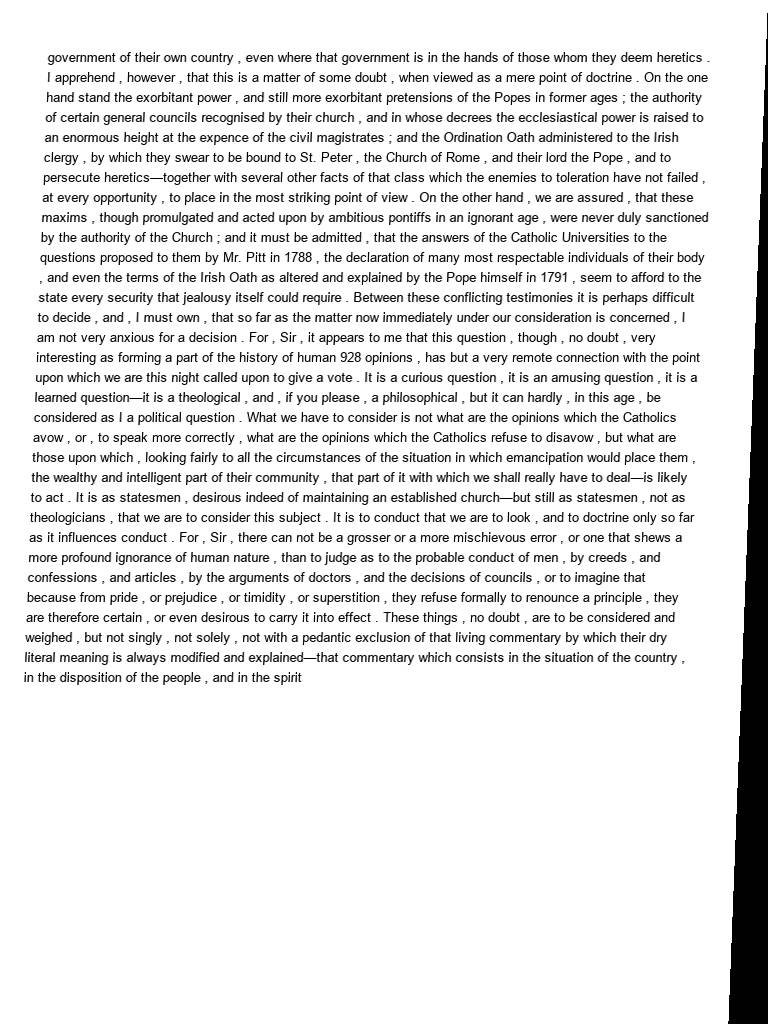 government of their own country , even where that government is in the hands of those whom they deem heretics .
I apprehend , however , that this is a matter of some doubt , when viewed as a mere point of doctrine . On the one
hand stand the exorbitant power , and still more exorbitant pretensions of the Popes in former ages ; the authority
of certain general councils recognised by their church , and in whose decrees the ecclesiastical power is raised to
an enormous height at the expence of the civil magistrates ; and the Ordination Oath administered to the Irish
clergy , by which they swear to be bound to St. Peter , the Church of Rome , and their lord the Pope , and to
persecute heretics—together with several other facts of that class which the enemies to toleration have not failed ,
at every opportunity , to place in the most striking point of view . On the other hand , we are assured , that these
maxims , though promulgated and acted upon by ambitious pontiffs in an ignorant age , were never duly sanctioned
by the authority of the Church ; and it must be admitted , that the answers of the Catholic Universities to the
questions proposed to them by Mr. Pitt in 1788 , the declaration of many most respectable individuals of their body
, and even the terms of the Irish Oath as altered and explained by the Pope himself in 1791 , seem to afford to the
state every security that jealousy itself could require . Between these conflicting testimonies it is perhaps difficult
to decide , and , I must own , that so far as the matter now immediately under our consideration is concerned , I
am not very anxious for a decision . For , Sir , it appears to me that this question , though , no doubt , very
interesting as forming a part of the history of human 928 opinions , has but a very remote connection with the point
upon which we are this night called upon to give a vote . It is a curious question , it is an amusing question , it is a
learned question—it is a theological , and , if you please , a philosophical , but it can hardly , in this age , be
considered as I a political question . What we have to consider is not what are the opinions which the Catholics
avow , or , to speak more correctly , what are the opinions which the Catholics refuse to disavow , but what are
those upon which , looking fairly to all the circumstances of the situation in which emancipation would place them ,
the wealthy and intelligent part of their community , that part of it with which we shall really have to deal—is likely
to act . It is as statesmen , desirous indeed of maintaining an established church—but still as statesmen , not as
theologicians , that we are to consider this subject . It is to conduct that we are to look , and to doctrine only so far
as it influences conduct . For , Sir , there can not be a grosser or a more mischievous error , or one that shews a
more profound ignorance of human nature , than to judge as to the probable conduct of men , by creeds , and
confessions , and articles , by the arguments of doctors , and the decisions of councils , or to imagine that
because from pride , or prejudice , or timidity , or superstition , they refuse formally to renounce a principle , they
are therefore certain , or even desirous to carry it into effect . These things , no doubt , are to be considered and
weighed , but not singly , not solely , not with a pedantic exclusion of that living commentary by which their dry
literal meaning is always modified and explained—that commentary which consists in the situation of the country ,
in the disposition of the people , and in the spirit